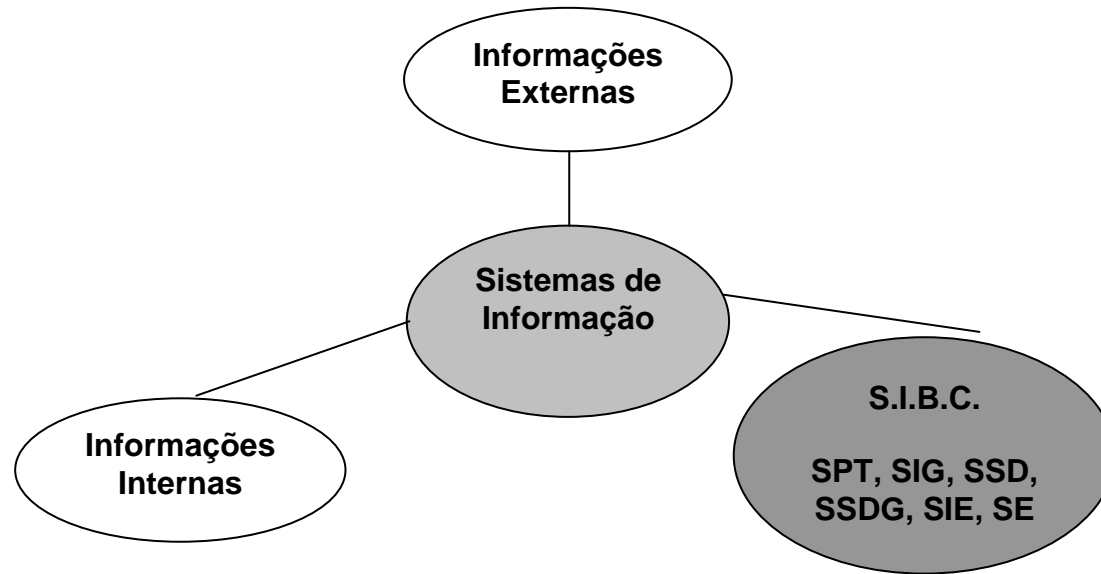 Informações
Externas
Sistemas de
Informação
Informações
Internas
S.I.B.C.
SPT, SIG, SSD,
SSDG, SIE, SE